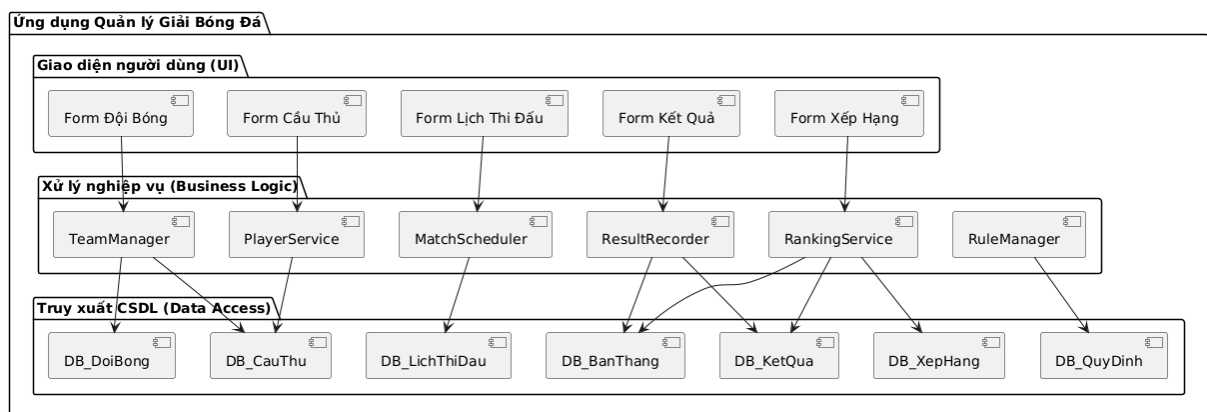 Ứng dụng Quản lý Giải Bóng Đá
Giao diện người dùng (UI)
Form Đội Bóng
Form Cầu Thủ
Form Lịch Thi Đấu
Form Kết Quả
Form Xếp Hạng
Xử lý nghiệp vụ (Business Logic)
TeamManager
PlayerService
MatchScheduler
ResultRecorder
RankingService
RuleManager
Truy xuất CSDL (Data Access)
DB_DoiBong
DB_CauThu
DB_LichThiDau
DB_BanThang
DB_KetQua
DB_XepHang
DB_QuyDinh